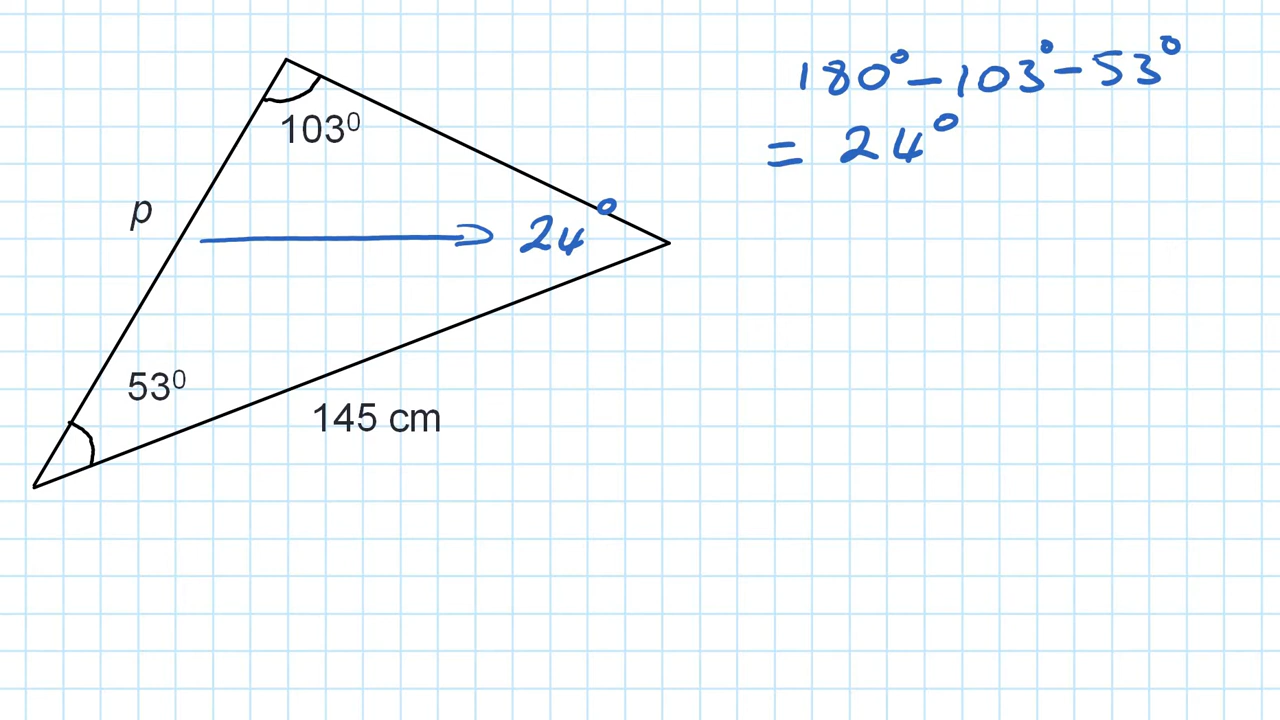 180° – 103° – 53°
= 24°
103⁰
p
24°
53⁰
145 cm